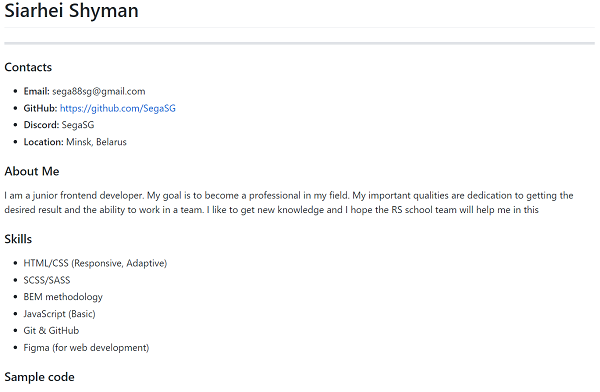 Siarhei Shyman
Contacts
Email: sega88sg@gmail.com
GitHub: https://github.com/SegaSG
Discord: SegaSG
Location: Minsk, Belarus
About Me
I am a junior frontend developer. My goal is to become a professional in my field. My important qualities are dedication to getting the
desired result and the ability to work in a team. I like to get new knowledge and I hope the RS school team will help me in this
Skills
HTML/CSS (Responsive, Adaptive)
SCSS/SASS
BEM methodology
JavaScript (Basic)
Git & GitHub
Figma (for web development)
Sample code